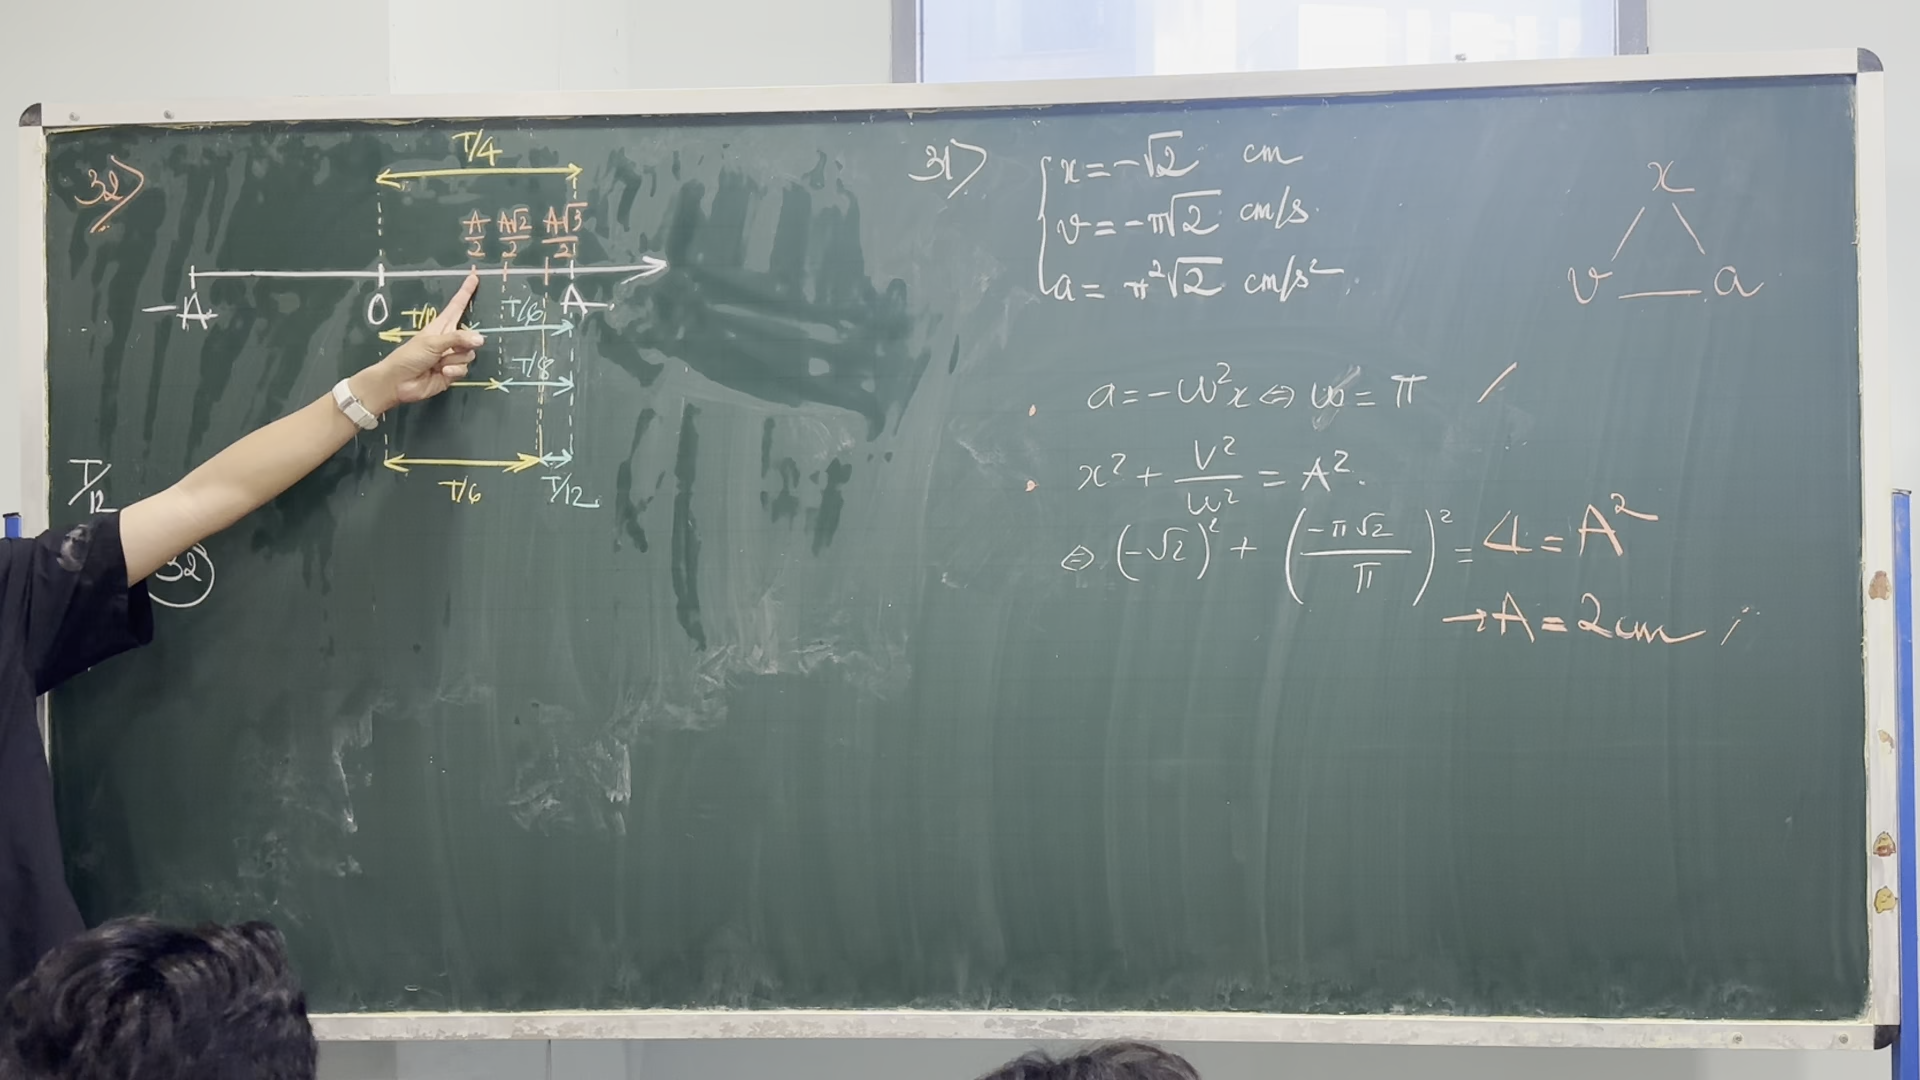 32>
T/4
A/2 A√2/2 A√3/2
-A O A
T/6
T/8
T/6 T/12
T/12
32
31> { x = -√2 cm
v = -π√2 cm/s
a = π²√2 cm/s².
x
v — a
. a = -ω²x ⇔ ω = π
. x² + V²/ω² = A².
⇔ (-√2)² + (-π√2/π)² = 4 = A²
→ A = 2cm